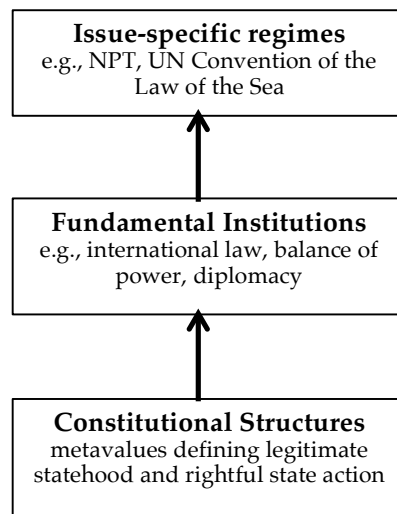 Issue-specific regimes
e.g., NPT, UN Convention of the
Law of the Sea
Fundamental Institutions
e.g., international law, balance of
power, diplomacy
Constitutional Structures
metavalues defining legitimate
statehood and rightful state action